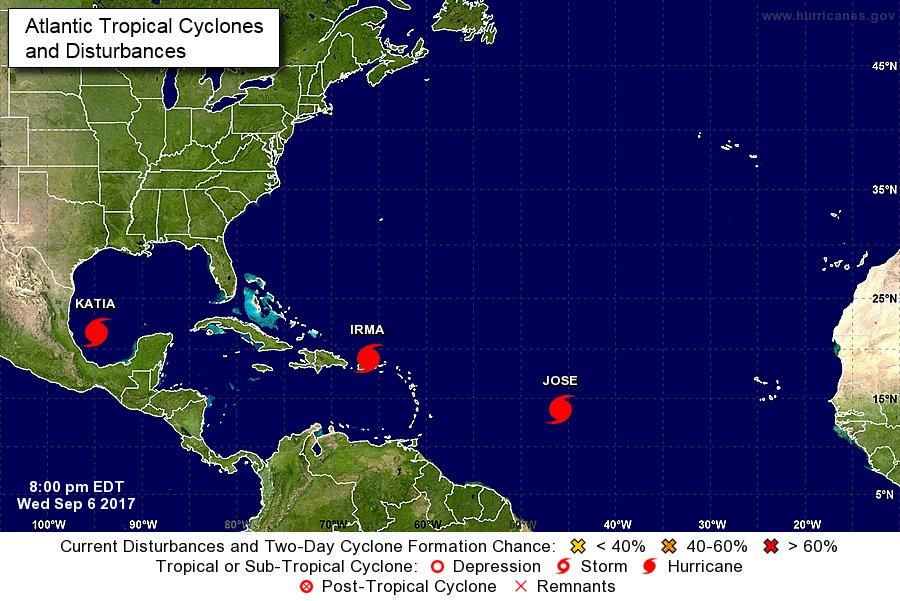 Atlantic Tropical Cyclones
and Disturbances
www.hurricanes.gov
45°N
35°N
25°N
15°N
5°N
KATIA
IRMA
JOSE
8:00 pm EDT
Wed Sep 6 2017
100°W 90°W 80°W 70°W 60°W 50°W 40°W 30°W 20°W
Current Disturbances and Two-Day Cyclone Formation Chance: < 40% 40-60% > 60%
Tropical or Sub-Tropical Cyclone: Depression Storm Hurricane
Post-Tropical Cyclone Remnants